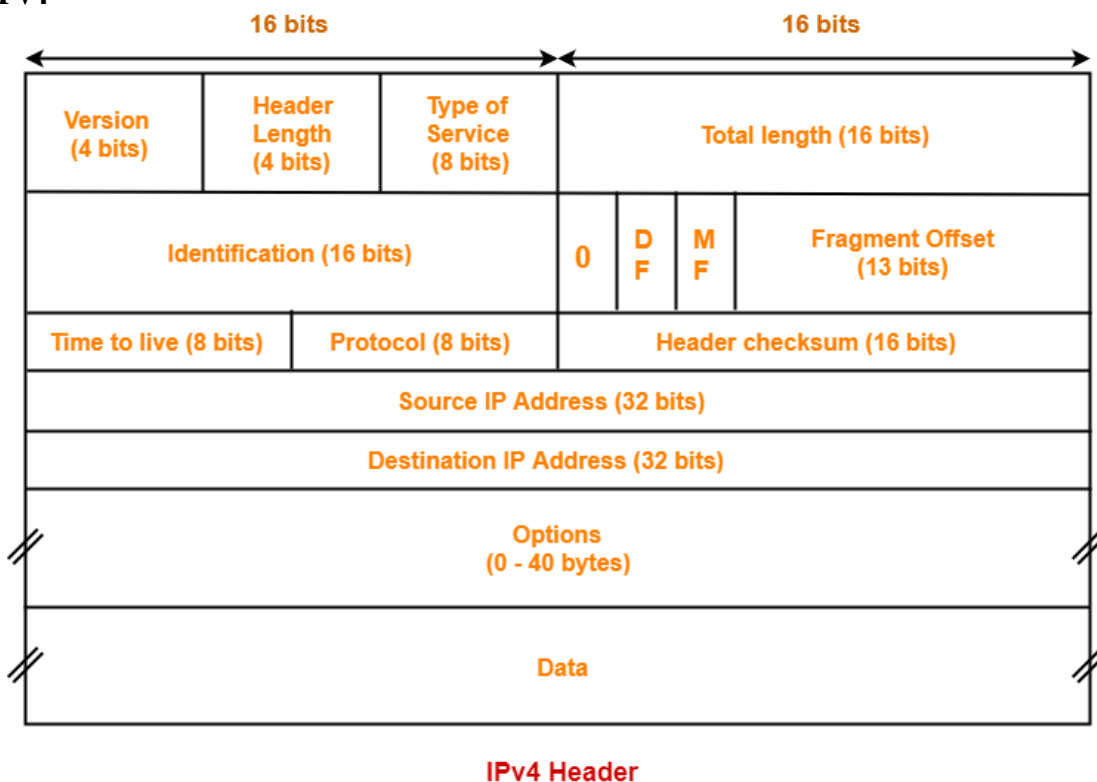 16 bits
16 bits
Version
(4 bits)
Header
Length
(4 bits)
Type of
Service
(8 bits)
Total length (16 bits)
Identification (16 bits)
0
D
F
M
F
Fragment Offset
(13 bits)
Time to live (8 bits)
Protocol (8 bits)
Header checksum (16 bits)
Source IP Address (32 bits)
Destination IP Address (32 bits)
Options
(0 - 40 bytes)
Data
IPv4 Header